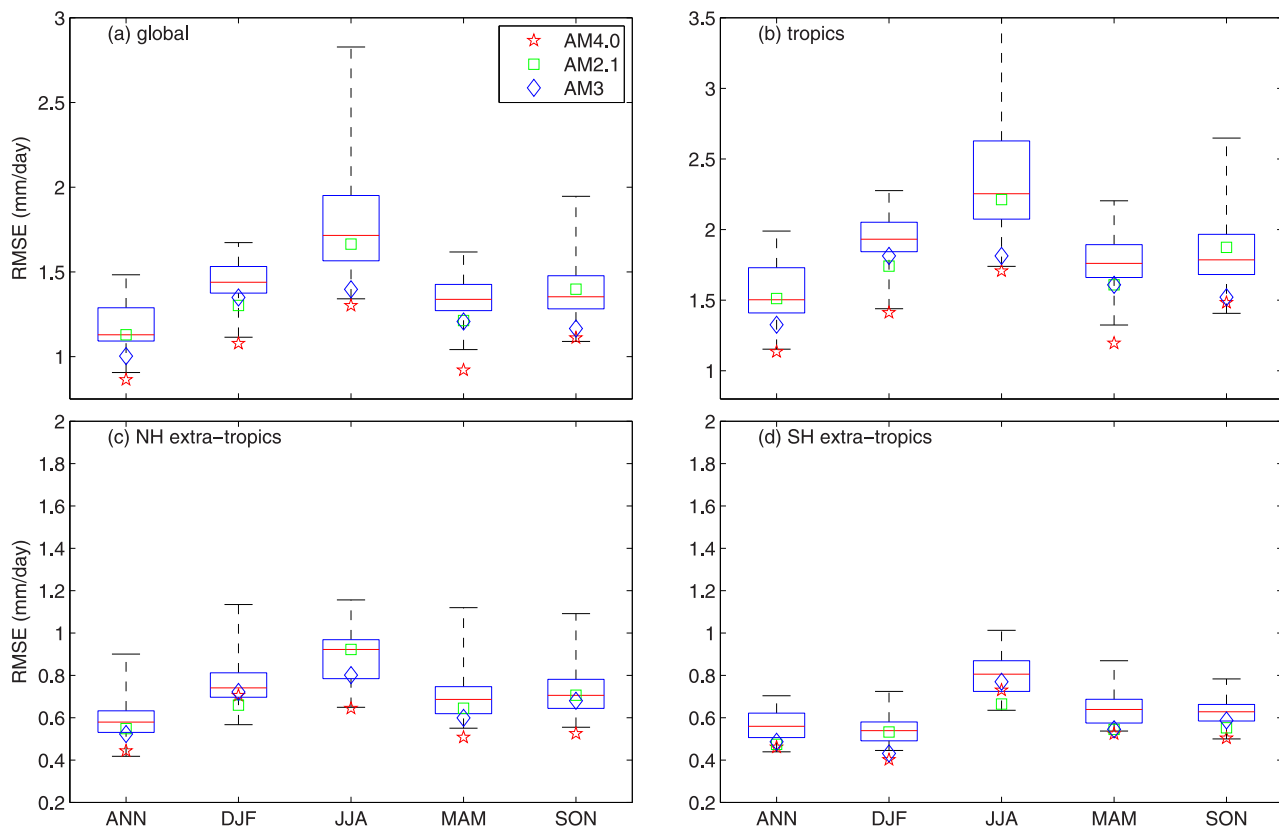 (a) global
AM4.0
AM2.1
AM3
RMSE (mm/day)
3
2.5
2
1.5
1
(b) tropics
3.5
3
2.5
2
1.5
1
(c) NH extra-tropics
RMSE (mm/day)
2
1.8
1.6
1.4
1.2
1
0.8
0.6
0.4
0.2
ANN DJF JJA MAM SON
(d) SH extra-tropics
2
1.8
1.6
1.4
1.2
1
0.8
0.6
0.4
0.2
ANN DJF JJA MAM SON